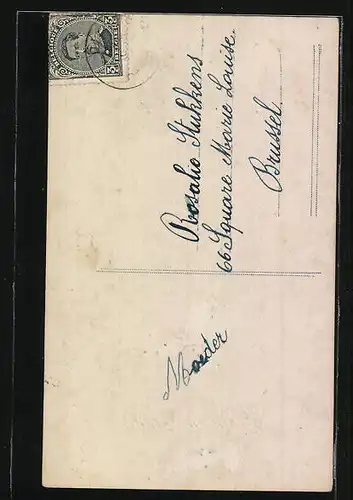 Moeder
Rosalie Stukkens
66 Square Marie Louise.
Brussel.